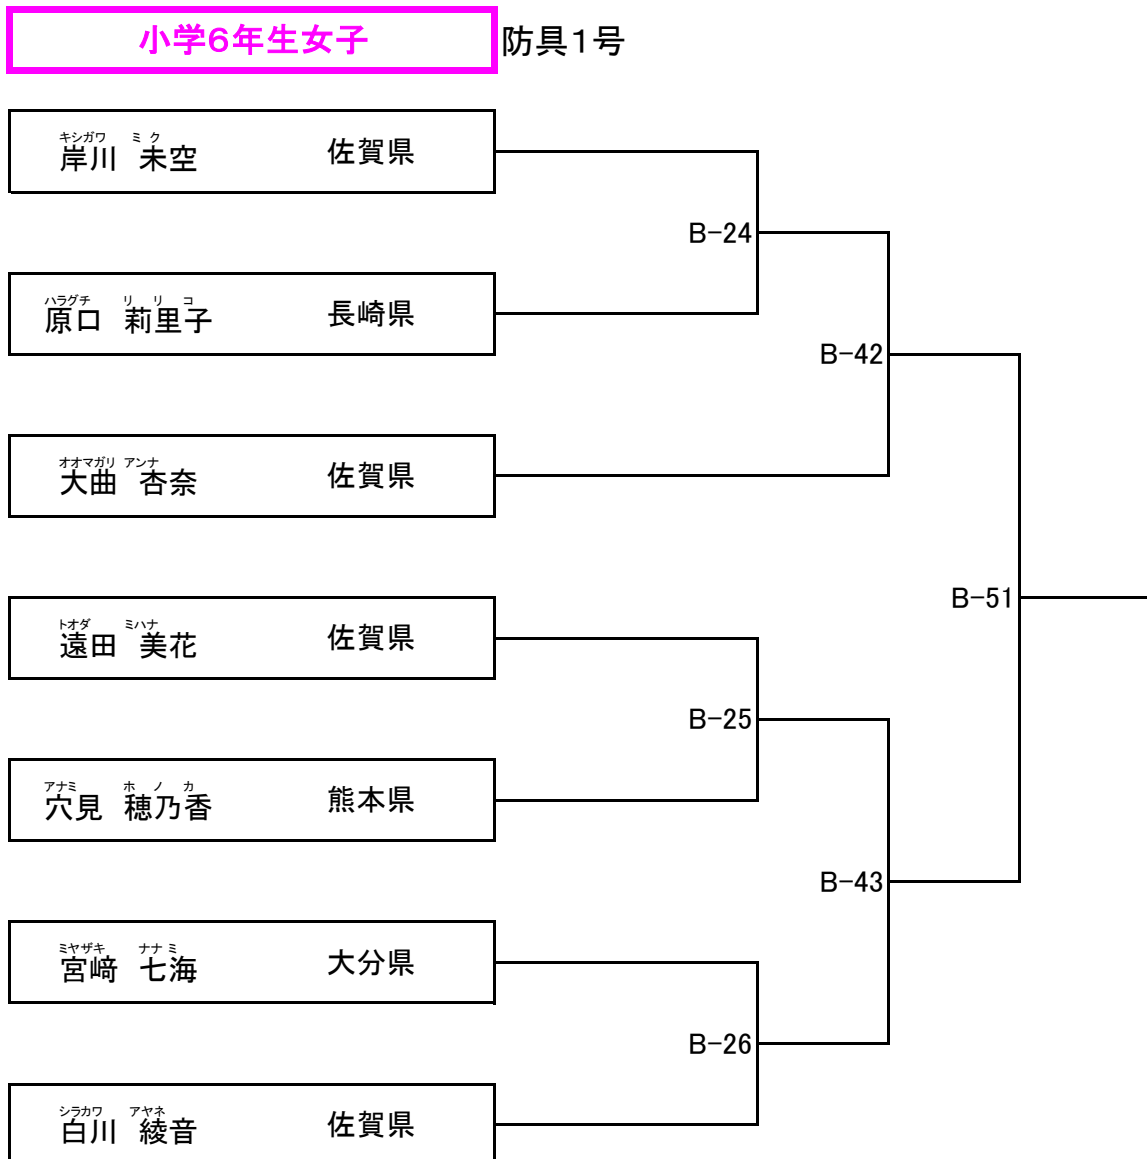 小学6年生女子 防具1号
キシガワ ミク
岸川 未空 佐賀県
B-24
ハラグチ リリコ
原口 莉里子 長崎県
B-42
オオマガリ アンナ
大曲 杏奈 佐賀県
B-51
トオダ ミハナ
遠田 美花 佐賀県
B-25
アナミ ホノカ
穴見 穂乃香 熊本県
B-43
ミヤザキ ナナミ
宮﨑 七海 大分県
B-26
シラカワ アヤネ
白川 綾音 佐賀県